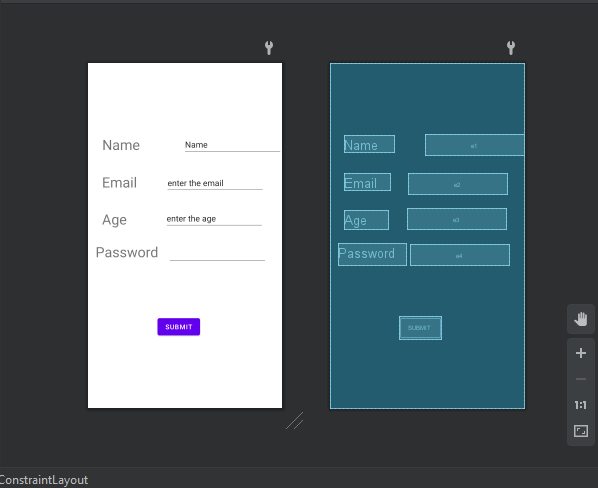 Name Name
Email enter the email
Age enter the age
Password
SUBMIT
Name e1
Email e2
Age e3
Password e4
SUBMIT
1:1
ConstraintLayout